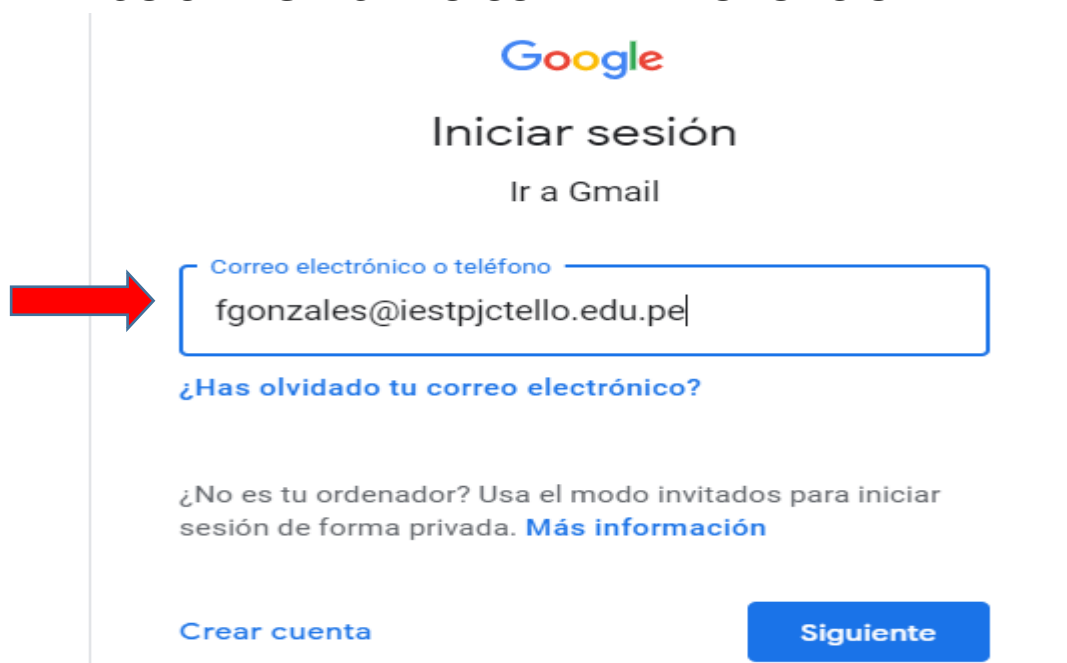 Google
Iniciar sesión
Ir a Gmail
Correo electrónico o teléfono
fgonzales@iestpjctello.edu.pe
¿Has olvidado tu correo electrónico?
¿No es tu ordenador? Usa el modo invitados para iniciar
sesión de forma privada. Más información
Crear cuenta
Siguiente